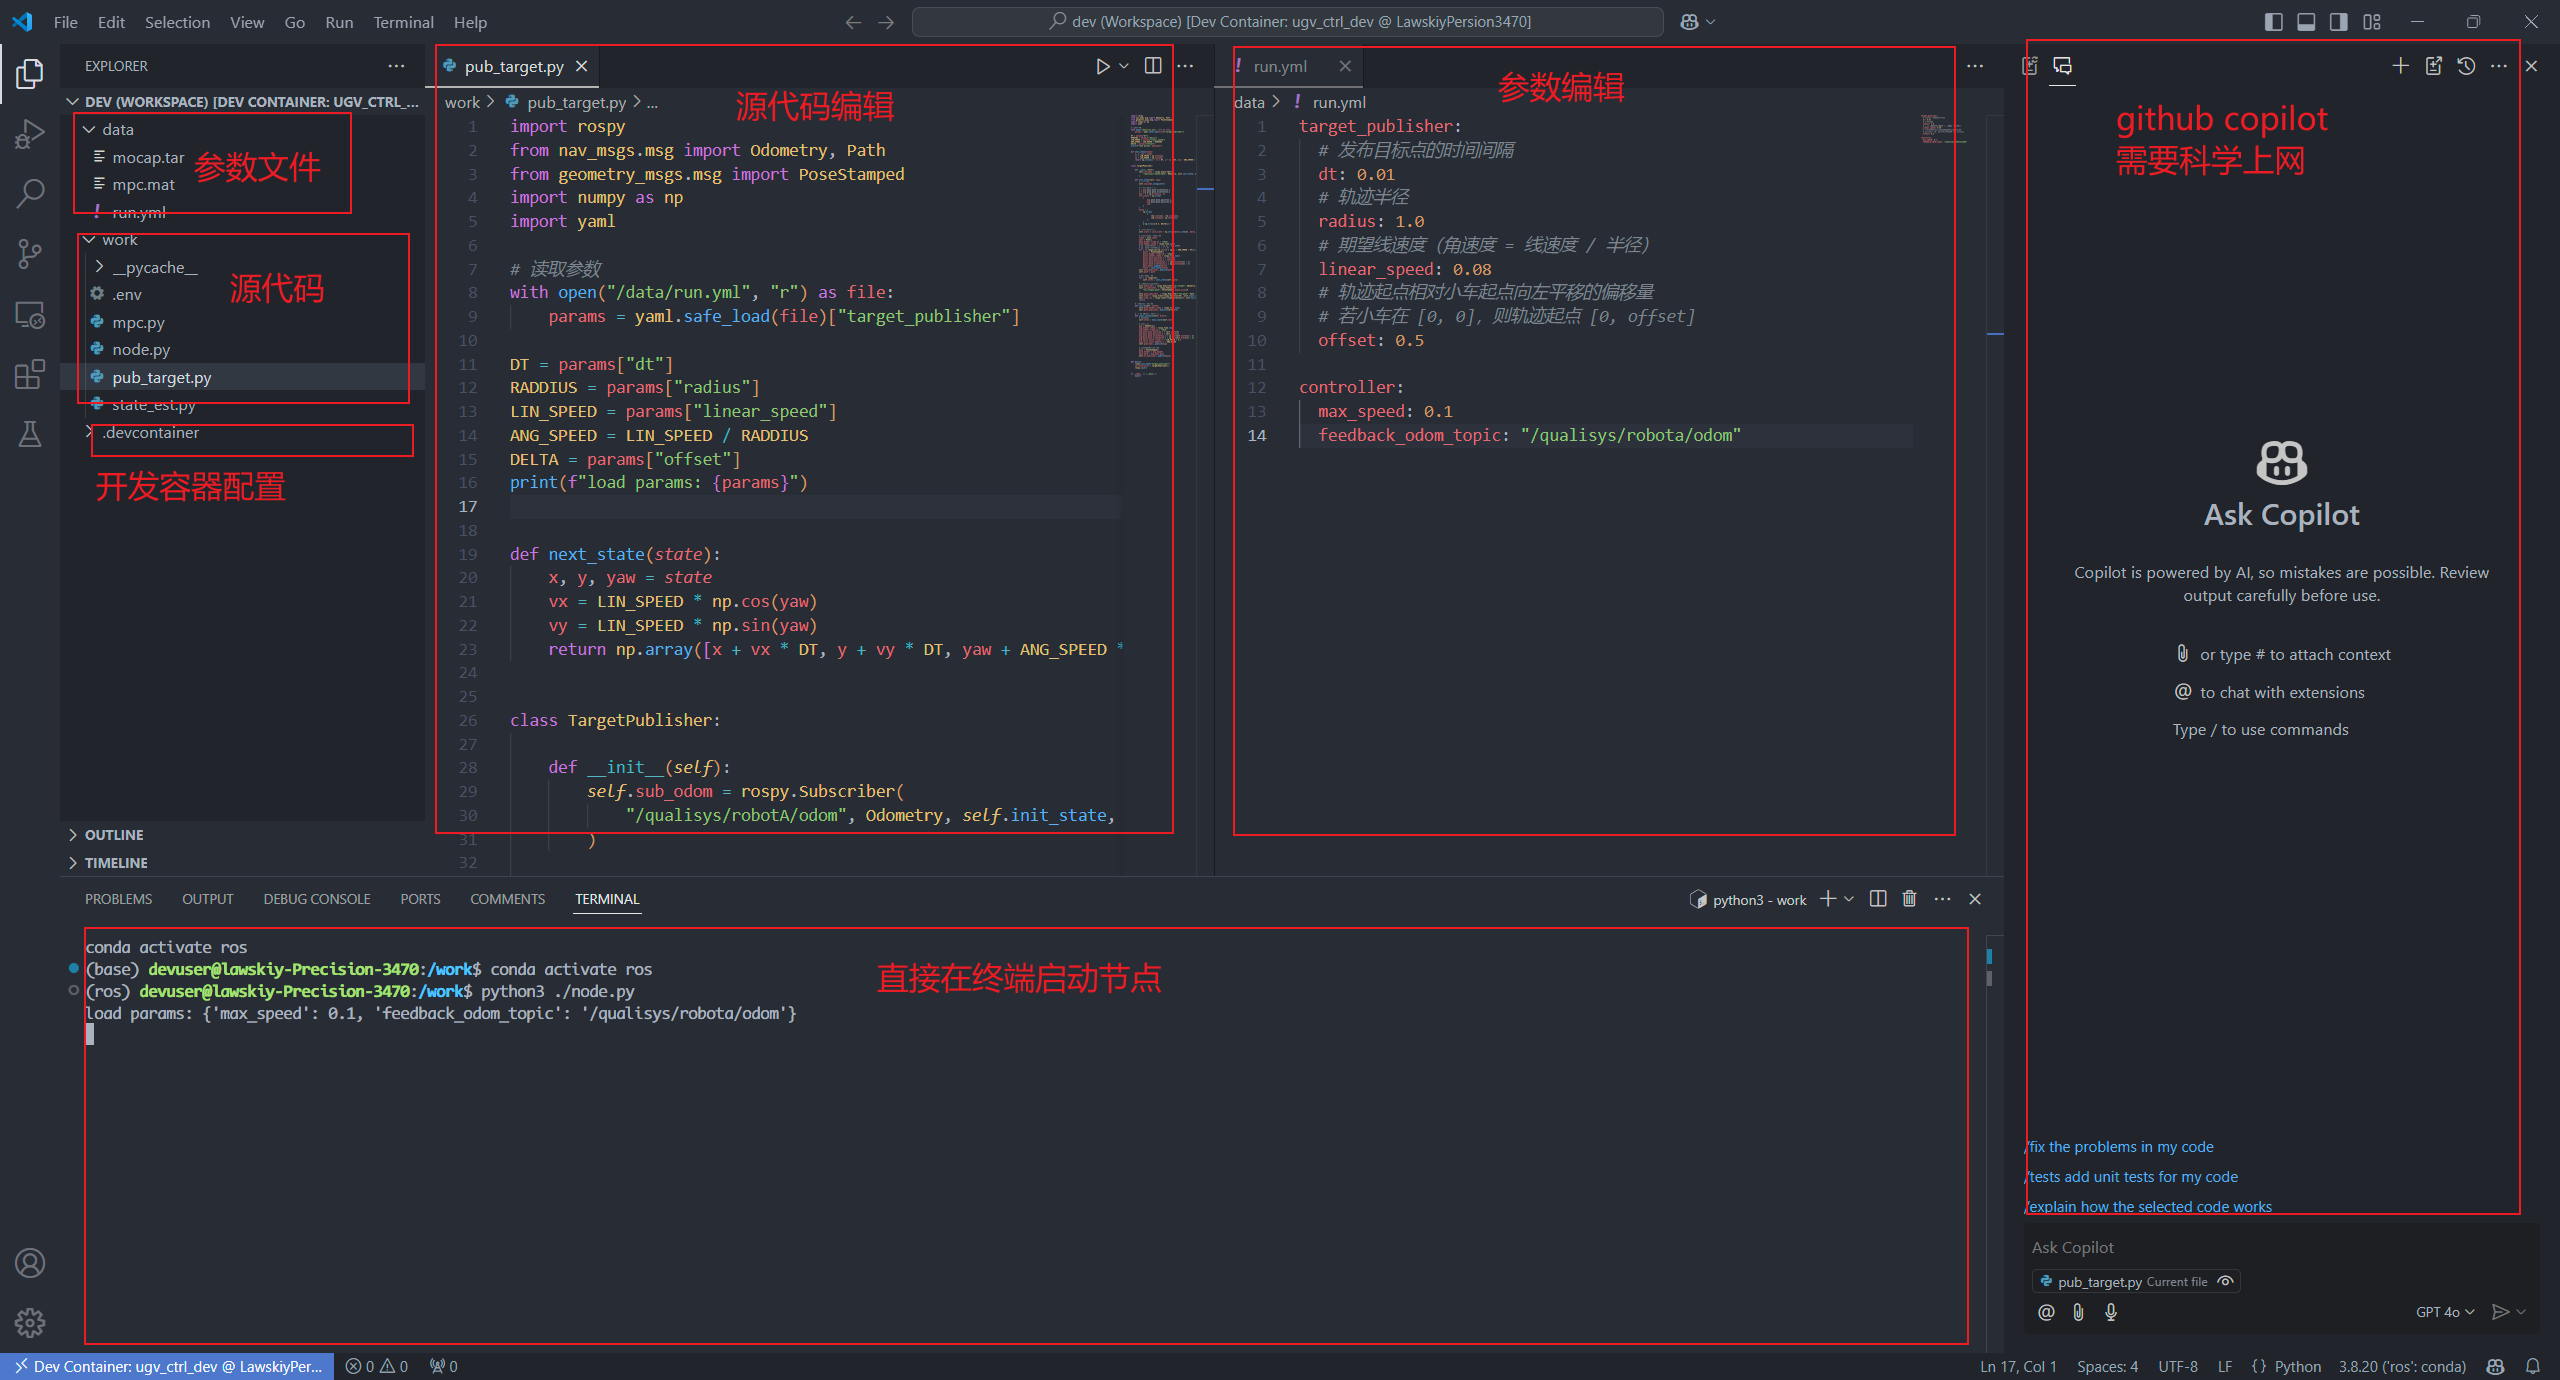 File Edit Selection View Go Run Terminal Help
dev (Workspace) [Dev Container: ugv_ctrl_dev @ LawskiyPersion3470]
EXPLORER
DEV (WORKSPACE) [DEV CONTAINER: UGV_CTRL_...
data
mocap.tar
mpc.mat
! run.yml
参数文件
work
__pycache__
.env
mpc.py
node.py
pub_target.py
state_est.py
源代码
.devcontainer
开发容器配置
OUTLINE
TIMELINE
pub_target.py
work > pub_target.py > ...
源代码编辑
1 import rospy
2 from nav_msgs.msg import Odometry, Path
3 from geometry_msgs.msg import PoseStamped
4 import numpy as np
5 import yaml
6
7 # 读取参数
8 with open("/data/run.yml", "r") as file:
9 params = yaml.safe_load(file)["target_publisher"]
10
11 DT = params["dt"]
12 RADDIUS = params["radius"]
13 LIN_SPEED = params["linear_speed"]
14 ANG_SPEED = LIN_SPEED / RADDIUS
15 DELTA = params["offset"]
16 print(f"load params: {params}")
17
18
19 def next_state(state):
20 x, y, yaw = state
21 vx = LIN_SPEED * np.cos(yaw)
22 vy = LIN_SPEED * np.sin(yaw)
23 return np.array([x + vx * DT, y + vy * DT, yaw + ANG_SPEED *
24
25
26 class TargetPublisher:
27
28 def __init__(self):
29 self.sub_odom = rospy.Subscriber(
30 "/qualisys/robotA/odom", Odometry, self.init_state,
31 )
32
! run.yml
data > ! run.yml
参数编辑
1 target_publisher:
2 # 发布目标点的时间间隔
3 dt: 0.01
4 # 轨迹半径
5 radius: 1.0
6 # 期望线速度（角速度 = 线速度 / 半径）
7 linear_speed: 0.08
8 # 轨迹起点相对小车起点向左平移的偏移量
9 # 若小车在 [0, 0]，则轨迹起点 [0, offset]
10 offset: 0.5
11
12 controller:
13 max_speed: 0.1
14 feedback_odom_topic: "/qualisys/robota/odom"
github copilot
需要科学上网
Ask Copilot
Copilot is powered by AI, so mistakes are possible. Review
output carefully before use.
or type # to attach context
@ to chat with extensions
Type / to use commands
/fix the problems in my code
/tests add unit tests for my code
/explain how the selected code works
Ask Copilot
pub_target.py Current file
@
GPT 4o
PROBLEMS OUTPUT DEBUG CONSOLE PORTS COMMENTS TERMINAL
python3 - work
conda activate ros
(base) devuser@lawskiy-Precision-3470:/work$ conda activate ros
(ros) devuser@lawskiy-Precision-3470:/work$ python3 ./node.py
load params: {'max_speed': 0.1, 'feedback_odom_topic': '/qualisys/robota/odom'}
直接在终端启动节点
Dev Container: ugv_ctrl_dev @ LawskiyPer... 0 0 0
Ln 17, Col 1 Spaces: 4 UTF-8 LF {} Python 3.8.20 ('ros': conda)